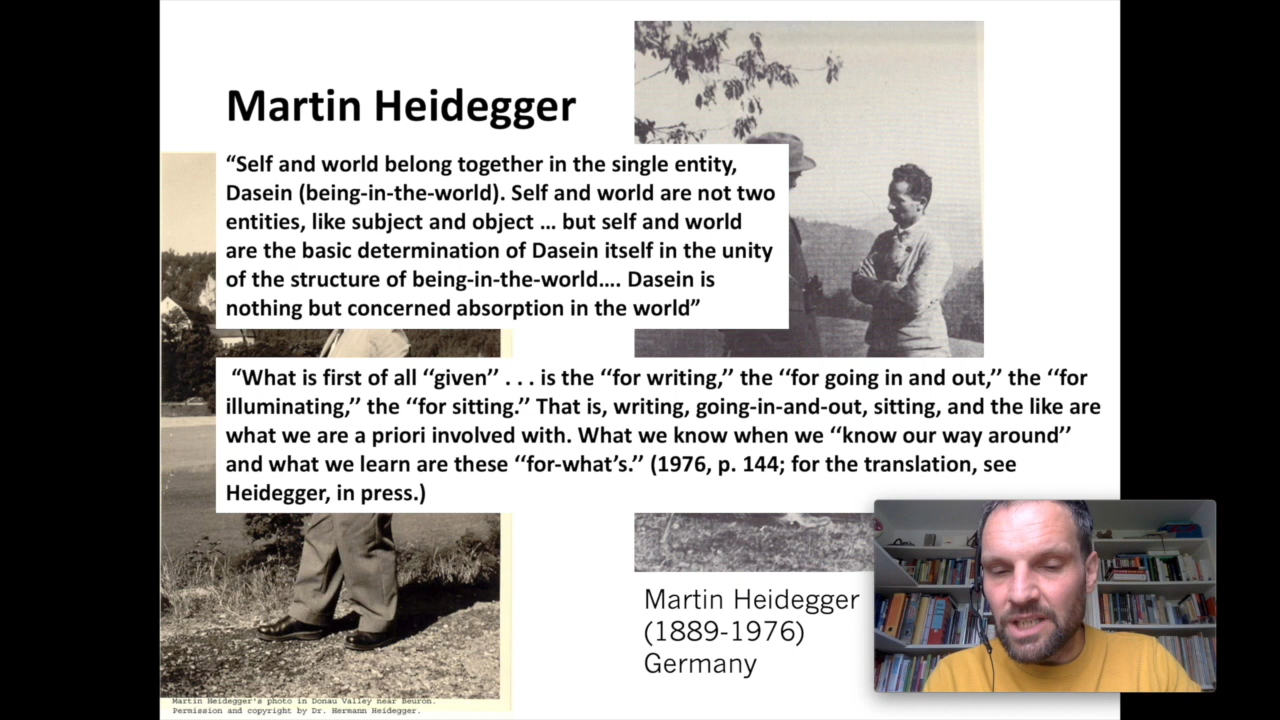 Martin Heidegger
“Self and world belong together in the single entity,
Dasein (being-in-the-world). Self and world are not two
entities, like subject and object … but self and world
are the basic determination of Dasein itself in the unity
of the structure of being-in-the-world…. Dasein is
nothing but concerned absorption in the world”
“What is first of all ‘‘given’’ . . . is the ‘‘for writing,’’ the ‘‘for going in and out,’’ the ‘‘for
illuminating,’’ the ‘‘for sitting.’’ That is, writing, going-in-and-out, sitting, and the like are
what we are a priori involved with. What we know when we ‘‘know our way around’’
and what we learn are these ‘‘for-what’s.’’ (1976, p. 144; for the translation, see
Heidegger, in press.)
Martin Heidegger
(1889-1976)
Germany
Martin Heidegger's photo in Donau Valley near Beuron.
Permission and copyright by Dr. Hermann Heidegger.